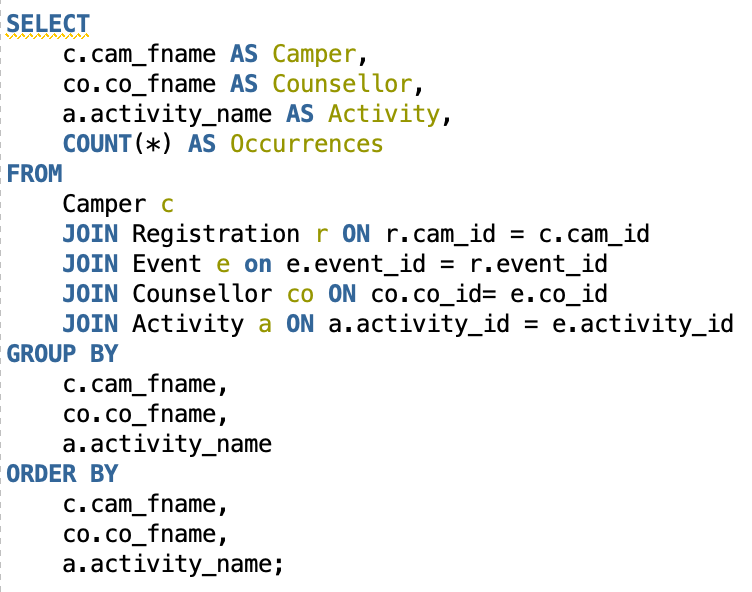 SELECT
c.cam_fname AS Camper,
co.co_fname AS Counsellor,
a.activity_name AS Activity,
COUNT(*) AS Occurrences
FROM
Camper c
JOIN Registration r ON r.cam_id = c.cam_id
JOIN Event e on e.event_id = r.event_id
JOIN Counsellor co ON co.co_id= e.co_id
JOIN Activity a ON a.activity_id = e.activity_id
GROUP BY
c.cam_fname,
co.co_fname,
a.activity_name
ORDER BY
c.cam_fname,
co.co_fname,
a.activity_name;